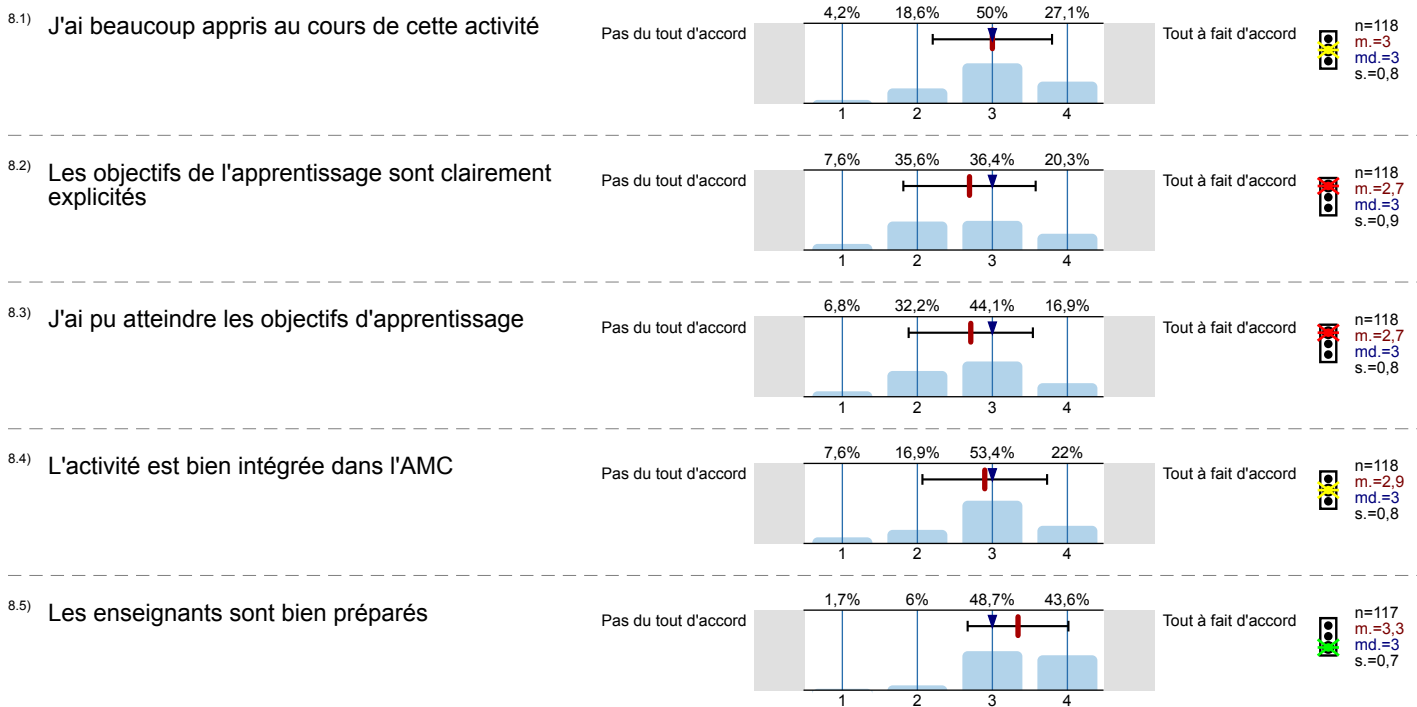 8.1) J'ai beaucoup appris au cours de cette activité
Pas du tout d'accord
4,2% 18,6% 50% 27,1%
1 2 3 4
Tout à fait d'accord
n=118
m.=3
md.=3
s.=0,8
8.2) Les objectifs de l'apprentissage sont clairement
explicités
Pas du tout d'accord
7,6% 35,6% 36,4% 20,3%
1 2 3 4
Tout à fait d'accord
n=118
m.=2,7
md.=3
s.=0,9
8.3) J'ai pu atteindre les objectifs d'apprentissage
Pas du tout d'accord
6,8% 32,2% 44,1% 16,9%
1 2 3 4
Tout à fait d'accord
n=118
m.=2,7
md.=3
s.=0,8
8.4) L'activité est bien intégrée dans l'AMC
Pas du tout d'accord
7,6% 16,9% 53,4% 22%
1 2 3 4
Tout à fait d'accord
n=118
m.=2,9
md.=3
s.=0,8
8.5) Les enseignants sont bien préparés
Pas du tout d'accord
1,7% 6% 48,7% 43,6%
1 2 3 4
Tout à fait d'accord
n=117
m.=3,3
md.=3
s.=0,7